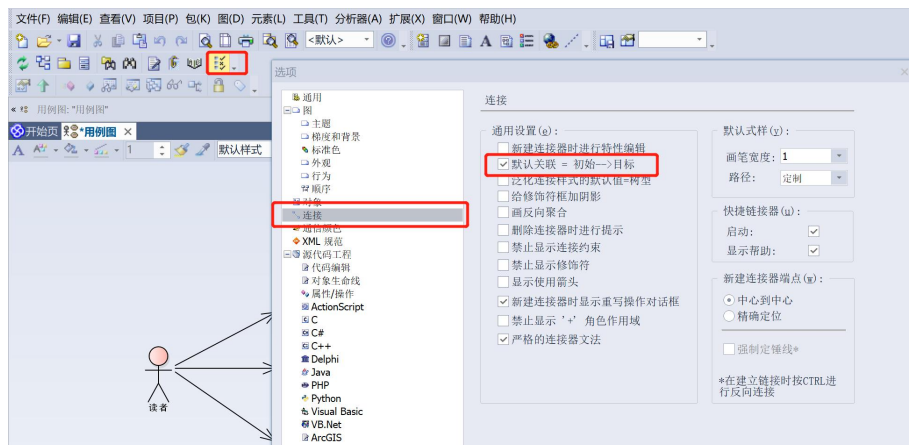 文件(F) 编辑(E) 查看(V) 项目(P) 包(K) 图(D) 元素(L) 工具(T) 分析器(A) 扩展(X) 窗口(W) 帮助(H)
<默认>
选项
用例图: "用例图"
开始页 *用例图 ×
A 1 默认样式
读者
通用
图
主题
梯度和背景
标准色
外观
行为
顺序
对象
连接
通信颜色
XML 规范
源代码工程
代码编辑
对象生命线
属性/操作
ActionScript
C
C#
C++
Delphi
Java
PHP
Python
Visual Basic
VB.Net
ArcGIS
连接
通用设置(e):
新建连接器时进行特性编辑
默认关联 = 初始-->目标
泛化连接样式的默认值=树型
给修饰符框加阴影
画反向聚合
删除连接器时进行提示
禁止显示连接约束
禁止显示修饰符
显示使用箭头
新建连接器时显示重写操作对话框
禁止显示 '+' 角色作用域
严格的连接器文法
默认式样(y):
画笔宽度: 1
路径: 定制
快捷链接器(u):
启动:
显示帮助:
新建连接器端点(w):
中心到中心
精确定位
强制定锤线*
*在建立链接时按CTRL进
行反向连接